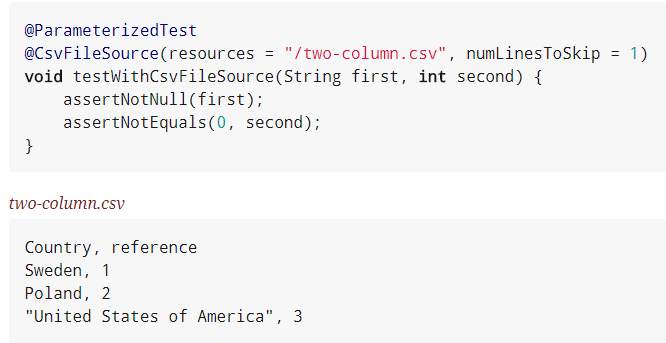 @ParameterizedTest
@CsvFileSource(resources = "/two-column.csv", numLinesToSkip = 1)
void testWithCsvFileSource(String first, int second) {
    assertNotNull(first);
    assertNotEquals(0, second);
}
two-column.csv
Country, reference
Sweden, 1
Poland, 2
"United States of America", 3